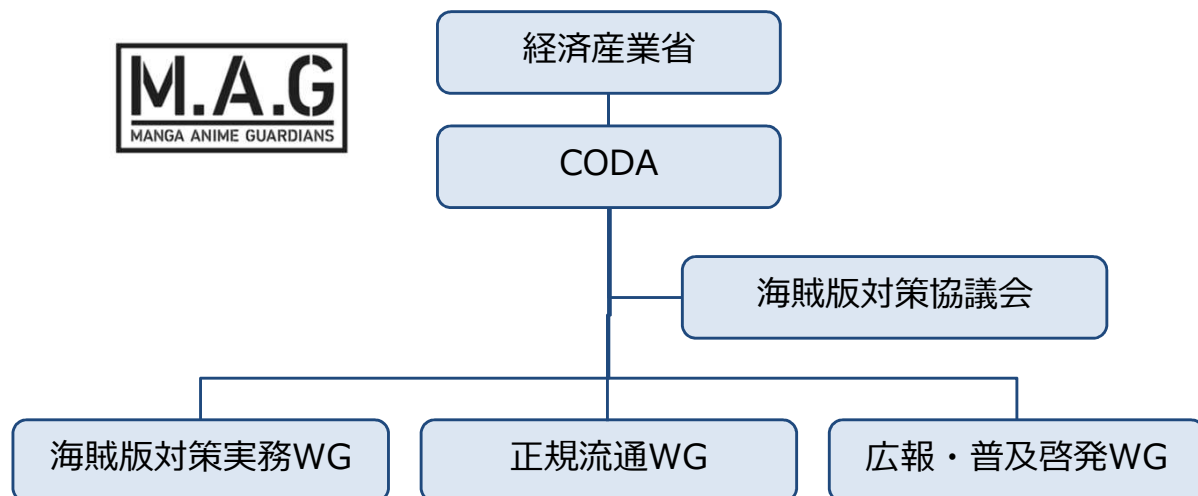 経済産業省
M.A.G
MANGA ANIME GUARDIANS
CODA
海賊版対策協議会
海賊版対策実務WG
正規流通WG
広報・普及啓発WG